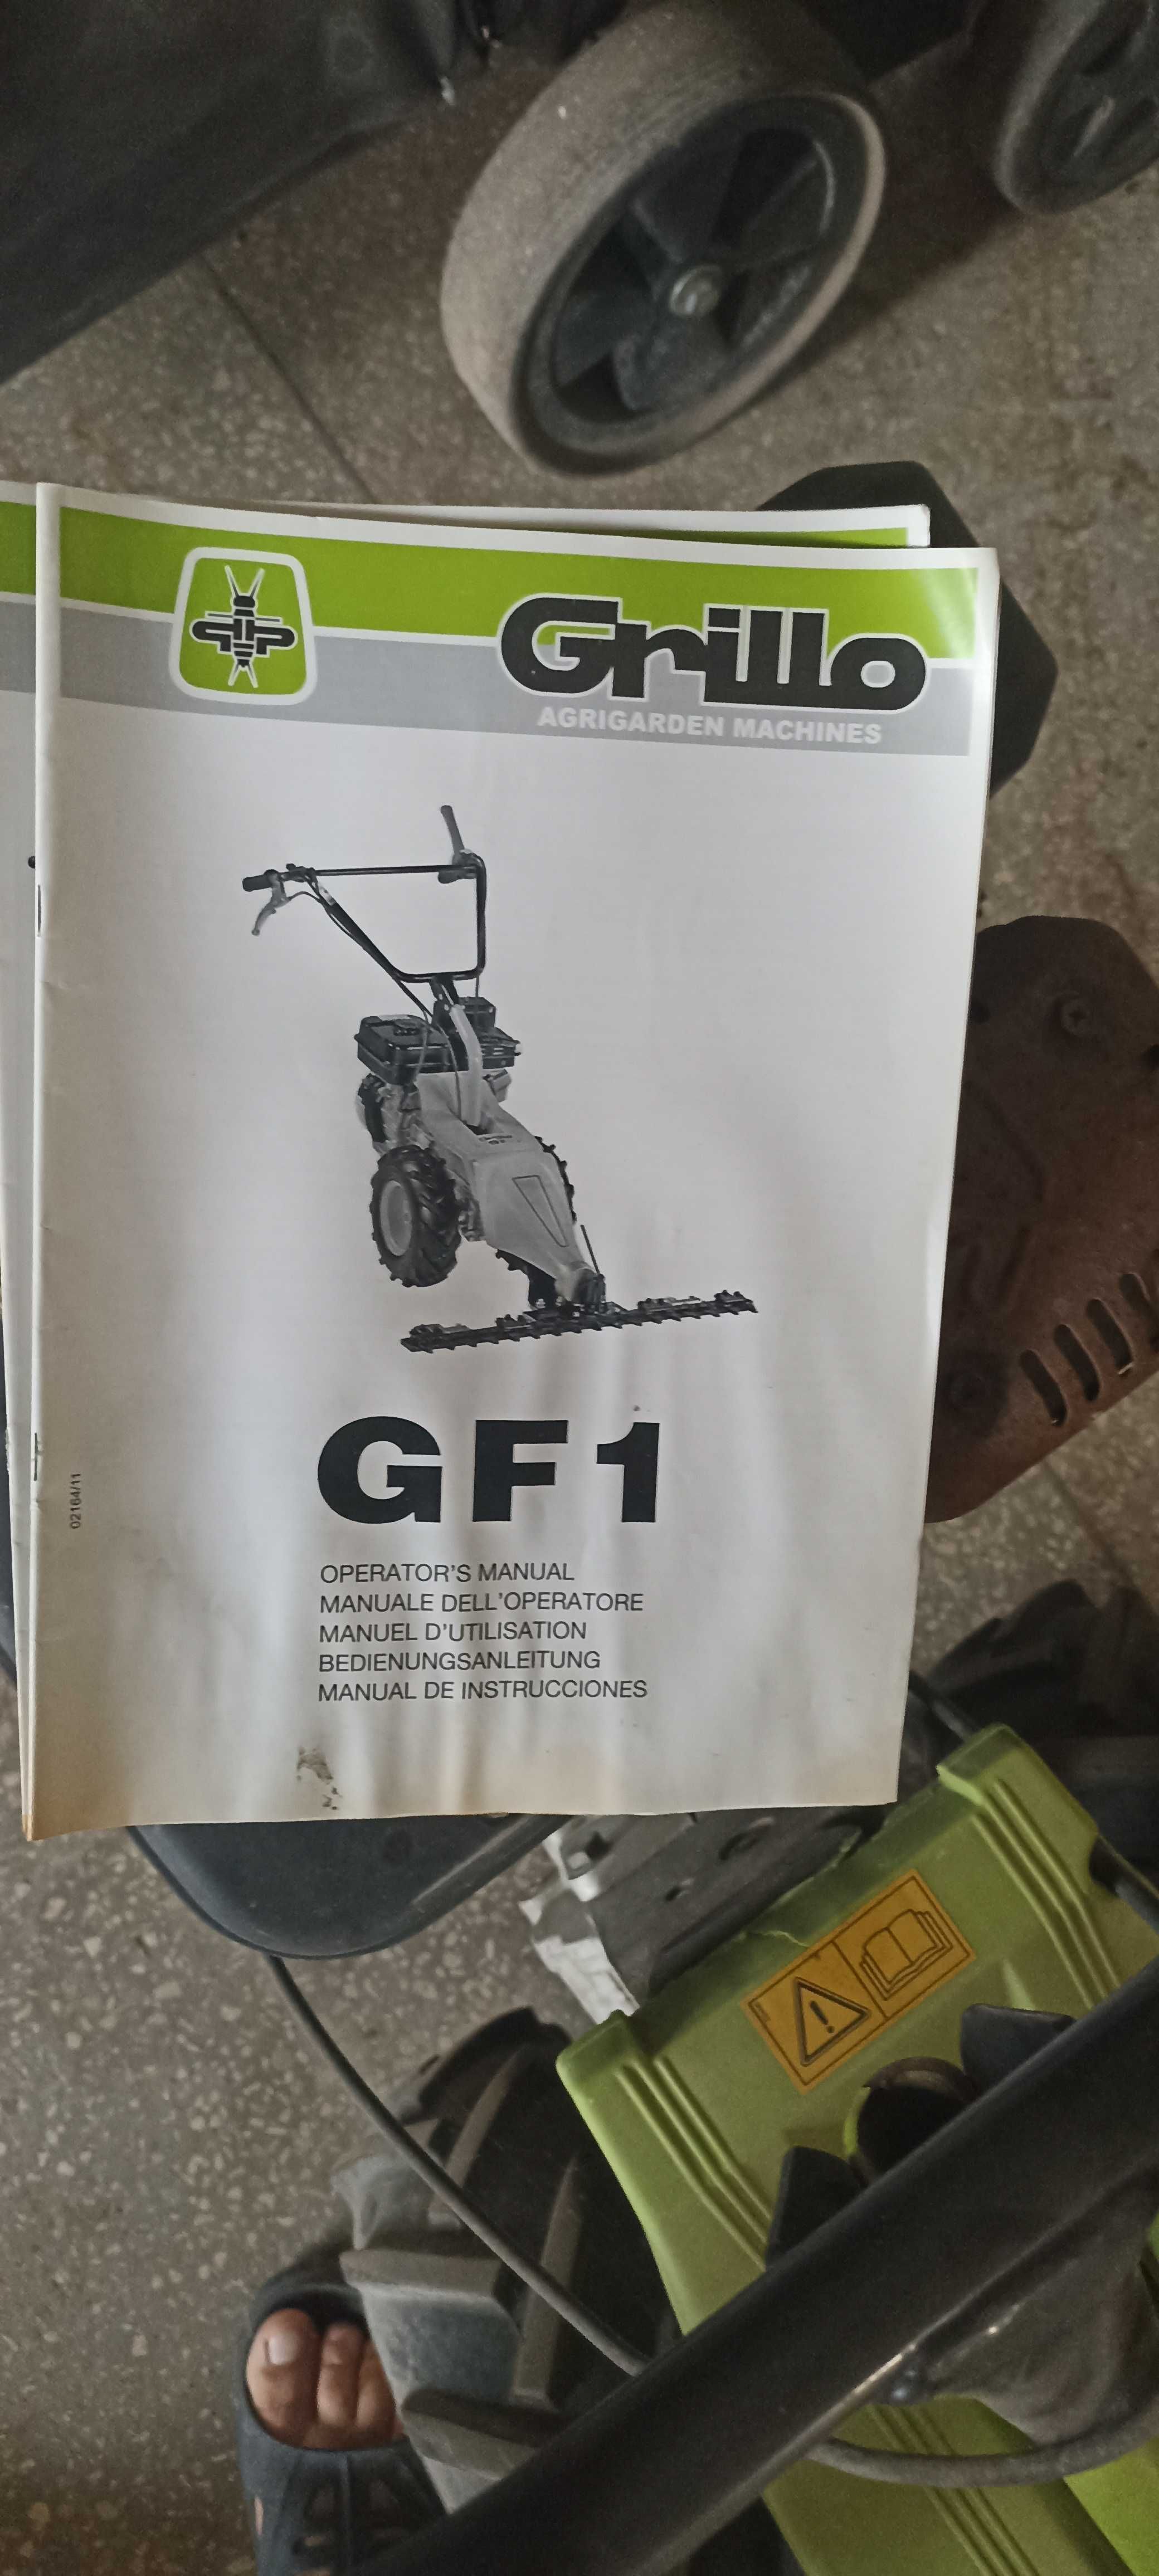 Grillo
AGRIGARDEN MACHINES
GF1
02164/11
OPERATOR'S MANUAL
MANUALE DELL'OPERATORE
MANUEL D'UTILISATION
BEDIENUNGSANLEITUNG
MANUAL DE INSTRUCCIONES